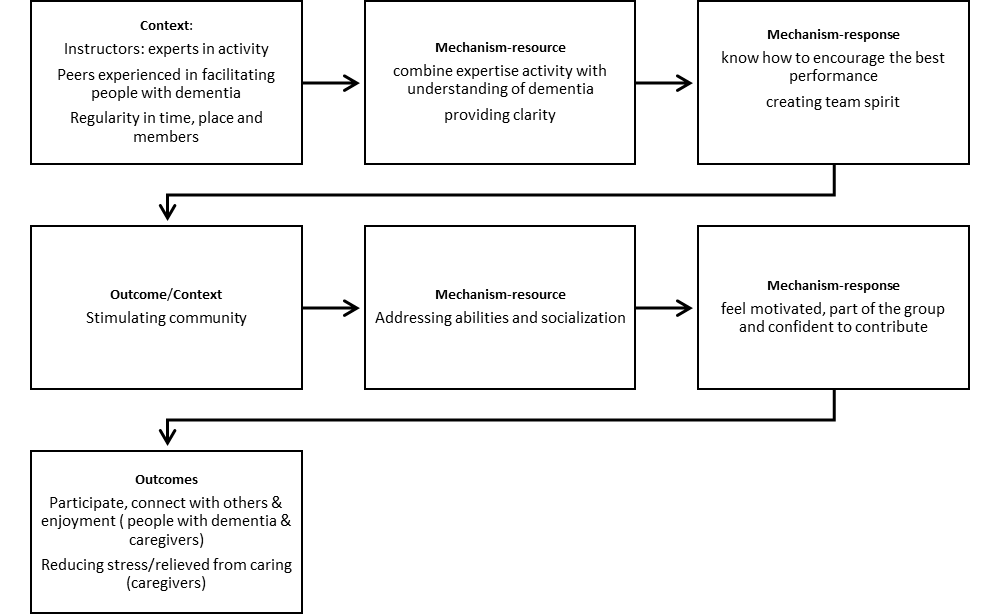 Context:
Instructors: experts in activity
Peers experienced in facilitating
people with dementia
Regularity in time, place and
members
Mechanism-resource
combine expertise activity with
understanding of dementia
providing clarity
Mechanism-response
know how to encourage the best
performance
creating team spirit
Outcome/Context
Stimulating community
Mechanism-resource
Addressing abilities and socialization
Mechanism-response
feel motivated, part of the group
and confident to contribute
Outcomes
Participate, connect with others &
enjoyment ( people with dementia &
caregivers)
Reducing stress/relieved from caring
(caregivers)